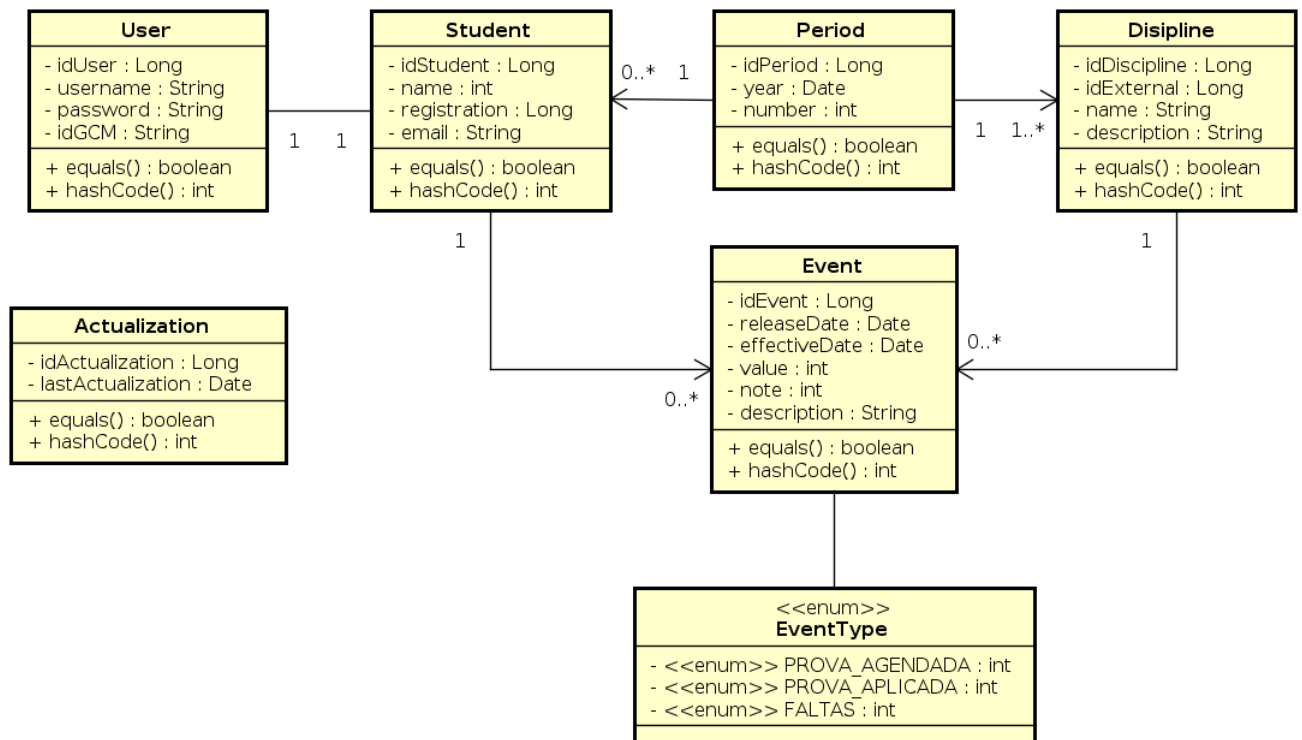 User
- idUser : Long
- username : String
- password : String
- idGCM : String
+ equals() : boolean
+ hashCode() : int
1
1
Student
- idStudent : Long
- name : int
- registration : Long
- email : String
+ equals() : boolean
+ hashCode() : int
0..*
1
Period
- idPeriod : Long
- year : Date
- number : int
+ equals() : boolean
+ hashCode() : int
1
1..*
Disipline
- idDiscipline : Long
- idExternal : Long
- name : String
- description : String
+ equals() : boolean
+ hashCode() : int
1
1
Actualization
- idActualization : Long
- lastActualization : Date
+ equals() : boolean
+ hashCode() : int
0..*
Event
- idEvent : Long
- releaseDate : Date
- effectiveDate : Date
- value : int
- note : int
- description : String
+ equals() : boolean
+ hashCode() : int
0..*
<<enum>>
EventType
- <<enum>> PROVA_AGENDADA : int
- <<enum>> PROVA_APLICADA : int
- <<enum>> FALTAS : int